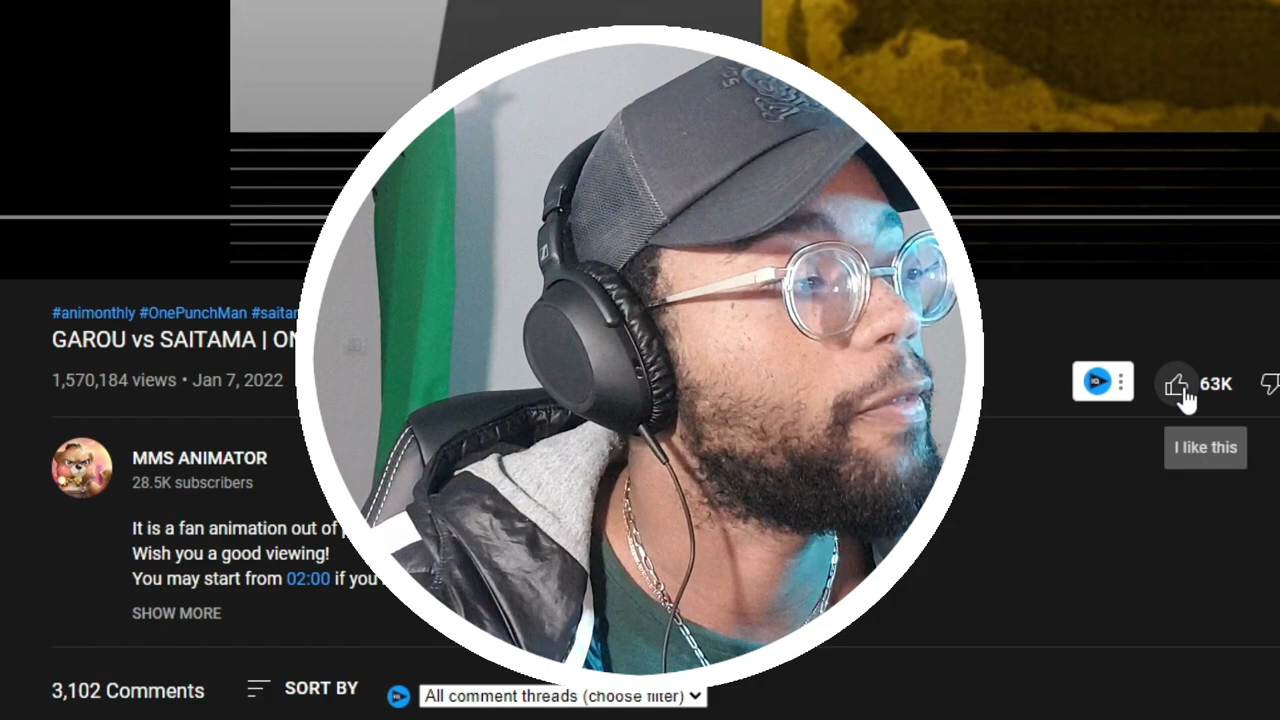 #animonthly #OnePunchMan #saitar
GAROU vs SAITAMA | ON
1,570,184 views • Jan 7, 2022
63K
I like this
MMS ANIMATOR
28.5K subscribers
It is a fan animation out of
Wish you a good viewing!
You may start from 02:00 if you
SHOW MORE
3,102 Comments
SORT BY
All comment threads (choose filter)